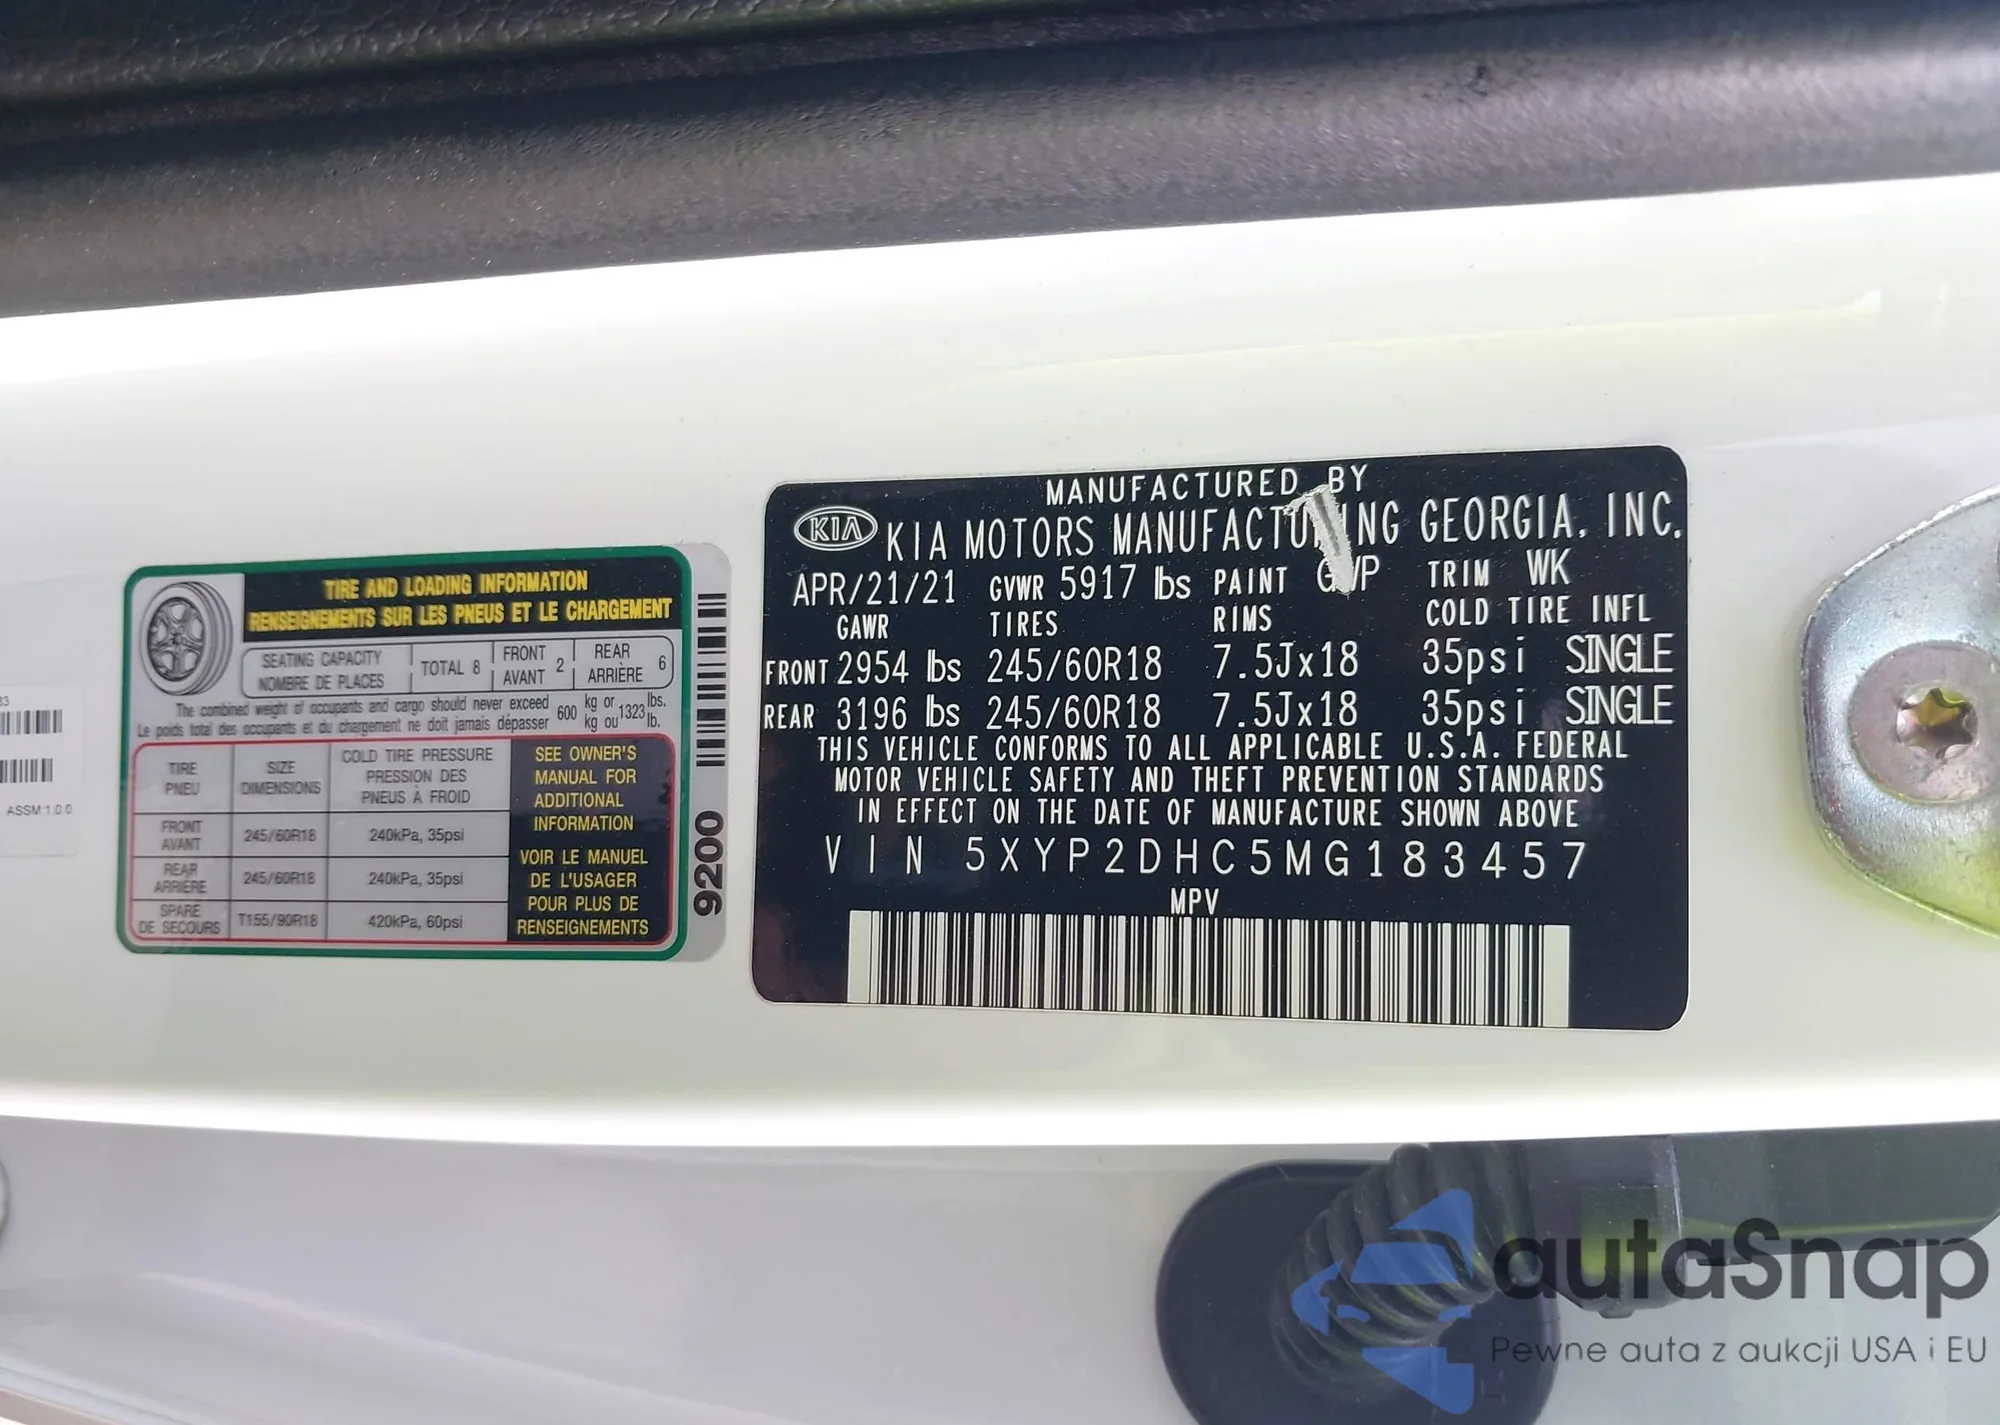 83
ASSM:1.0.0
TIRE AND LOADING INFORMATION
RENSEIGNEMENTS SUR LES PNEUS ET LE CHARGEMENT
SEATING CAPACITY
NOMBRE DE PLACES
TOTAL 8
FRONT
AVANT
2
REAR
ARRIÈRE
6
The combined weight of occupants and cargo should never exceed 600 kg or 1323 lbs.
Le poids total des occupants et du chargement ne doit jamais dépasser 600 kg ou 1323 lb.
TIRE
PNEU
SIZE
DIMENSIONS
COLD TIRE PRESSURE
PRESSION DES
PNEUS À FROID
FRONT
AVANT
245/60R18
240kPa, 35psi
REAR
ARRIÈRE
245/60R18
240kPa, 35psi
SPARE
DE SECOURS
T155/90R18
420kPa, 60psi
SEE OWNER'S
MANUAL FOR
ADDITIONAL
INFORMATION
VOIR LE MANUEL
DE L'USAGER
POUR PLUS DE
RENSEIGNEMENTS
9200
MANUFACTURED BY
KIA KIA MOTORS MANUFACTURING GEORGIA, INC.
APR/21/21 GVWR 5917 lbs PAINT GWP TRIM WK
GAWR TIRES RIMS COLD TIRE INFL
FRONT 2954 lbs 245/60R18 7.5Jx18 35psi SINGLE
REAR 3196 lbs 245/60R18 7.5Jx18 35psi SINGLE
THIS VEHICLE CONFORMS TO ALL APPLICABLE U.S.A. FEDERAL
MOTOR VEHICLE SAFETY AND THEFT PREVENTION STANDARDS
IN EFFECT ON THE DATE OF MANUFACTURE SHOWN ABOVE
VIN 5XYP2DHC5MG183457
MPV
autaSnap
Pewne auta z aukcji USA i EU